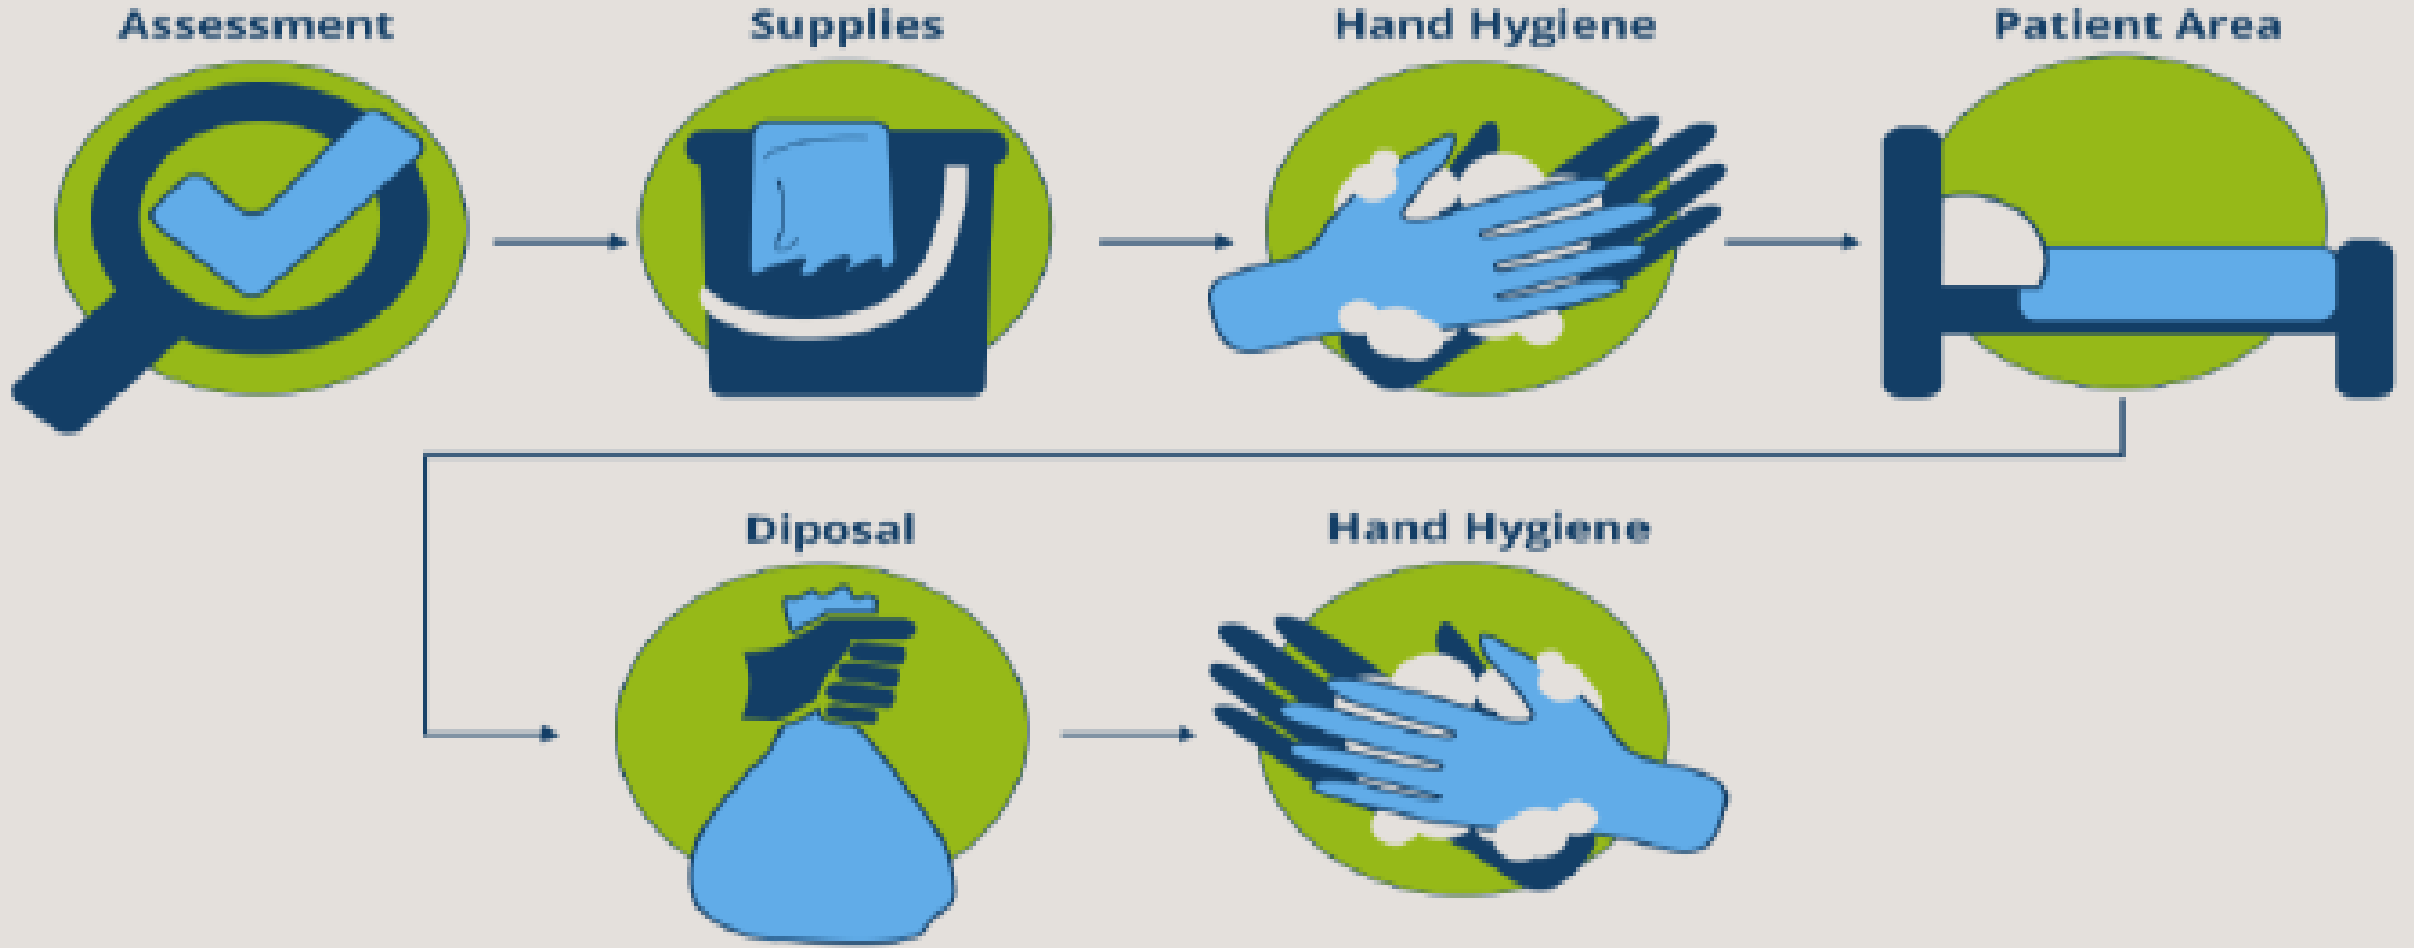 Assessment
Supplies
Hand Hygiene
Patient Area
Diposal
Hand Hygiene